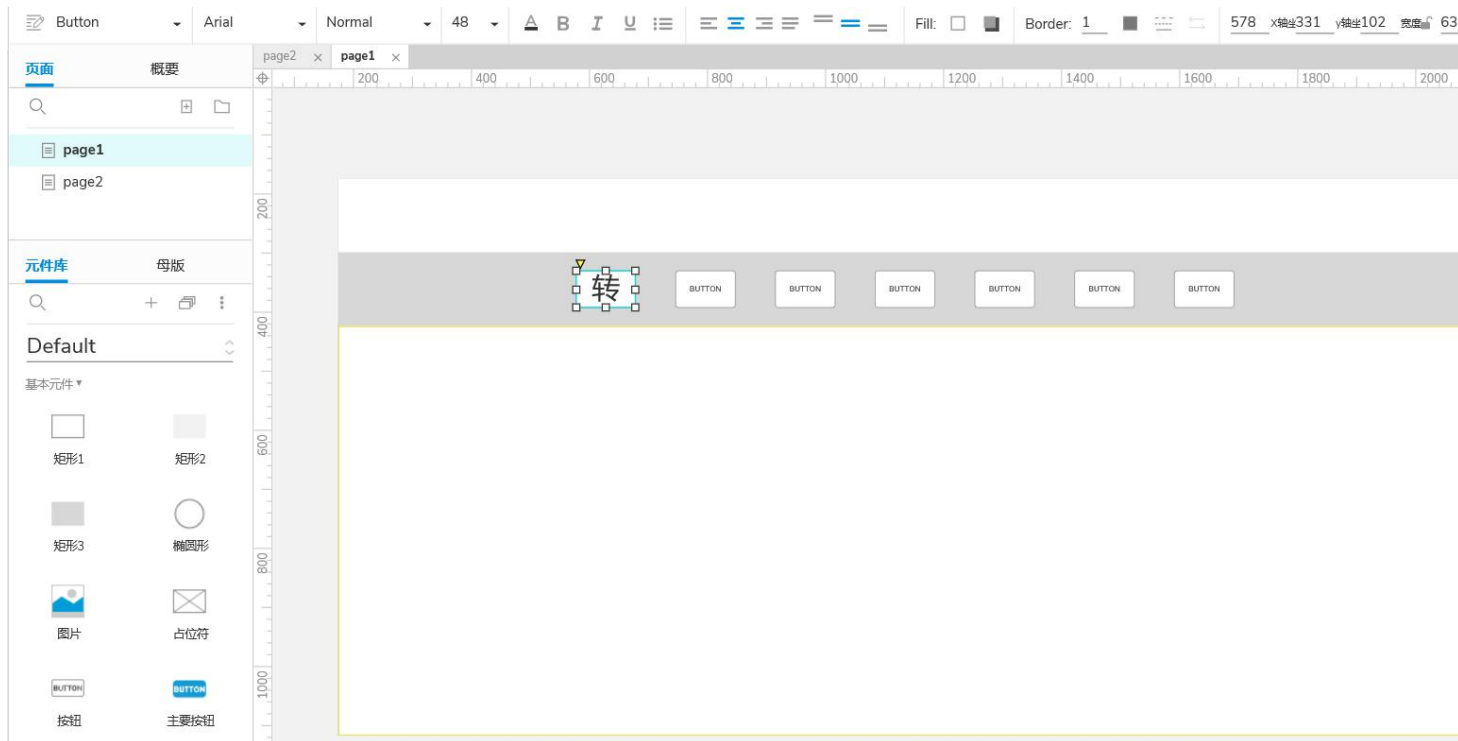 Button Arial Normal 48 A B I U Fill: Border: 1 578 X轴坐331 y轴坐102 宽度 63
页面 概要
page2 page1
200 400 600 800 1000 1200 1400 1600 1800 2000
page1
page2
200
转 BUTTON BUTTON BUTTON BUTTON BUTTON BUTTON
元件库 母版
400
Default
基本元件
矩形1 矩形2
600
矩形3 椭圆形
800
图片 占位符
1000
BUTTON BUTTON
按钮 主要按钮